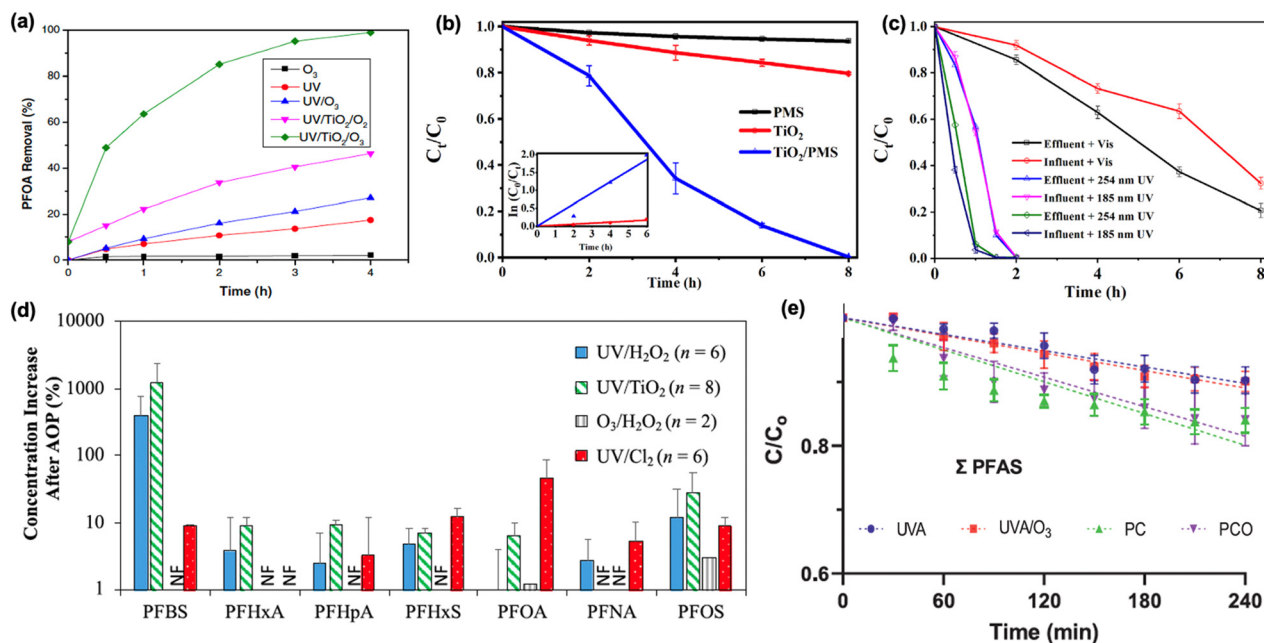 (a)
PFOA Removal (%)
100
80
60
40
20
0
O₃
UV
UV/O₃
UV/TiO₂/O₂
UV/TiO₂/O₃
0 1 2 3 4
Time (h)
(b)
Cₜ/C₀
1.0
0.8
0.6
0.4
0.2
0.0
PMS
TiO₂
TiO₂/PMS
ln (C₀/Cₜ)
2.0
1.5
1.0
0.5
0.0
0 2 4 6
Time (h)
0 2 4 6 8
Time (h)
(c)
Cₜ/C₀
1.0
0.8
0.6
0.4
0.2
0.0
Effluent + Vis
Influent + Vis
Effluent + 254 nm UV
Influent + 185 nm UV
Effluent + 254 nm UV
Influent + 185 nm UV
0 2 4 6 8
Time (h)
(d)
Concentration Increase
After AOP (%)
10000
1000
100
10
1
UV/H₂O₂ (n = 6)
UV/TiO₂ (n = 8)
O₃/H₂O₂ (n = 2)
UV/Cl₂ (n = 6)
NF NF NF NF NF NF NF
PFBS PFHxA PFHpA PFHxS PFOA PFNA PFOS
(e)
C/Cₒ
0.8
0.6
Σ PFAS
UVA UVA/O₃ PC PCO
0 60 120 180 240
Time (min)